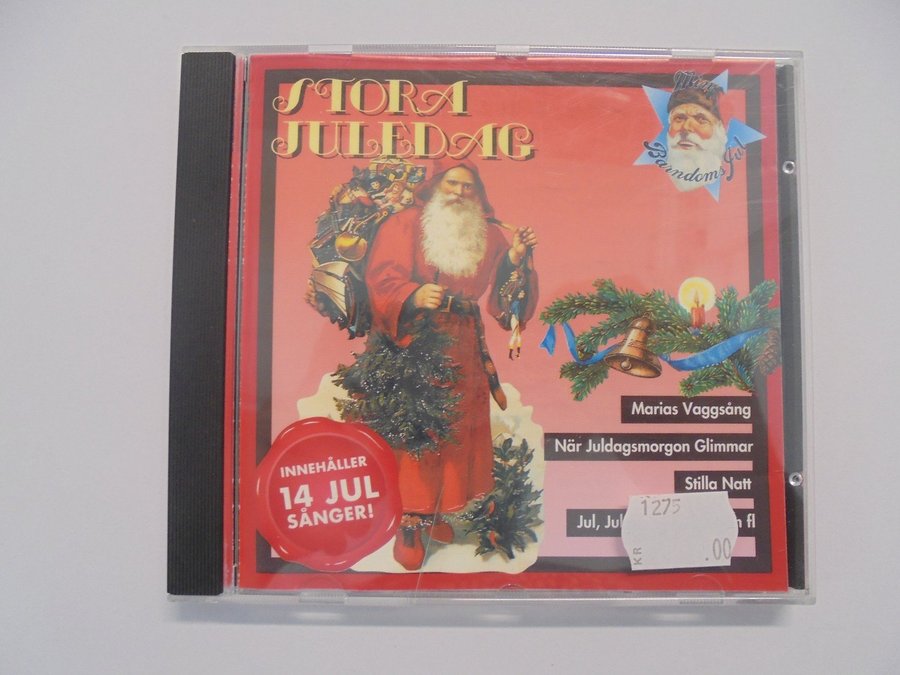 STORA
JULEDAG
Min
Barndoms Jul
Marias Vaggsång
När Juldagsmorgon Glimmar
Stilla Natt
Jul, Jul fl
INNEHÅLLER
14 JUL
SÅNGER!
1275
KR .00